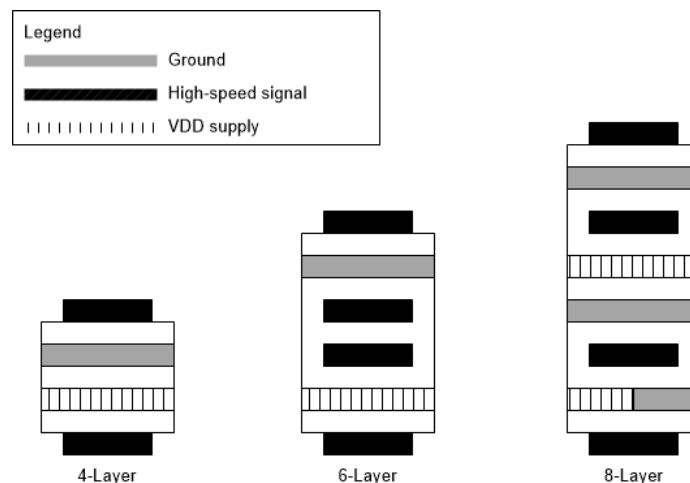 Legend
Ground
High-speed signal
VDD supply
4-Layer
6-Layer
8-Layer